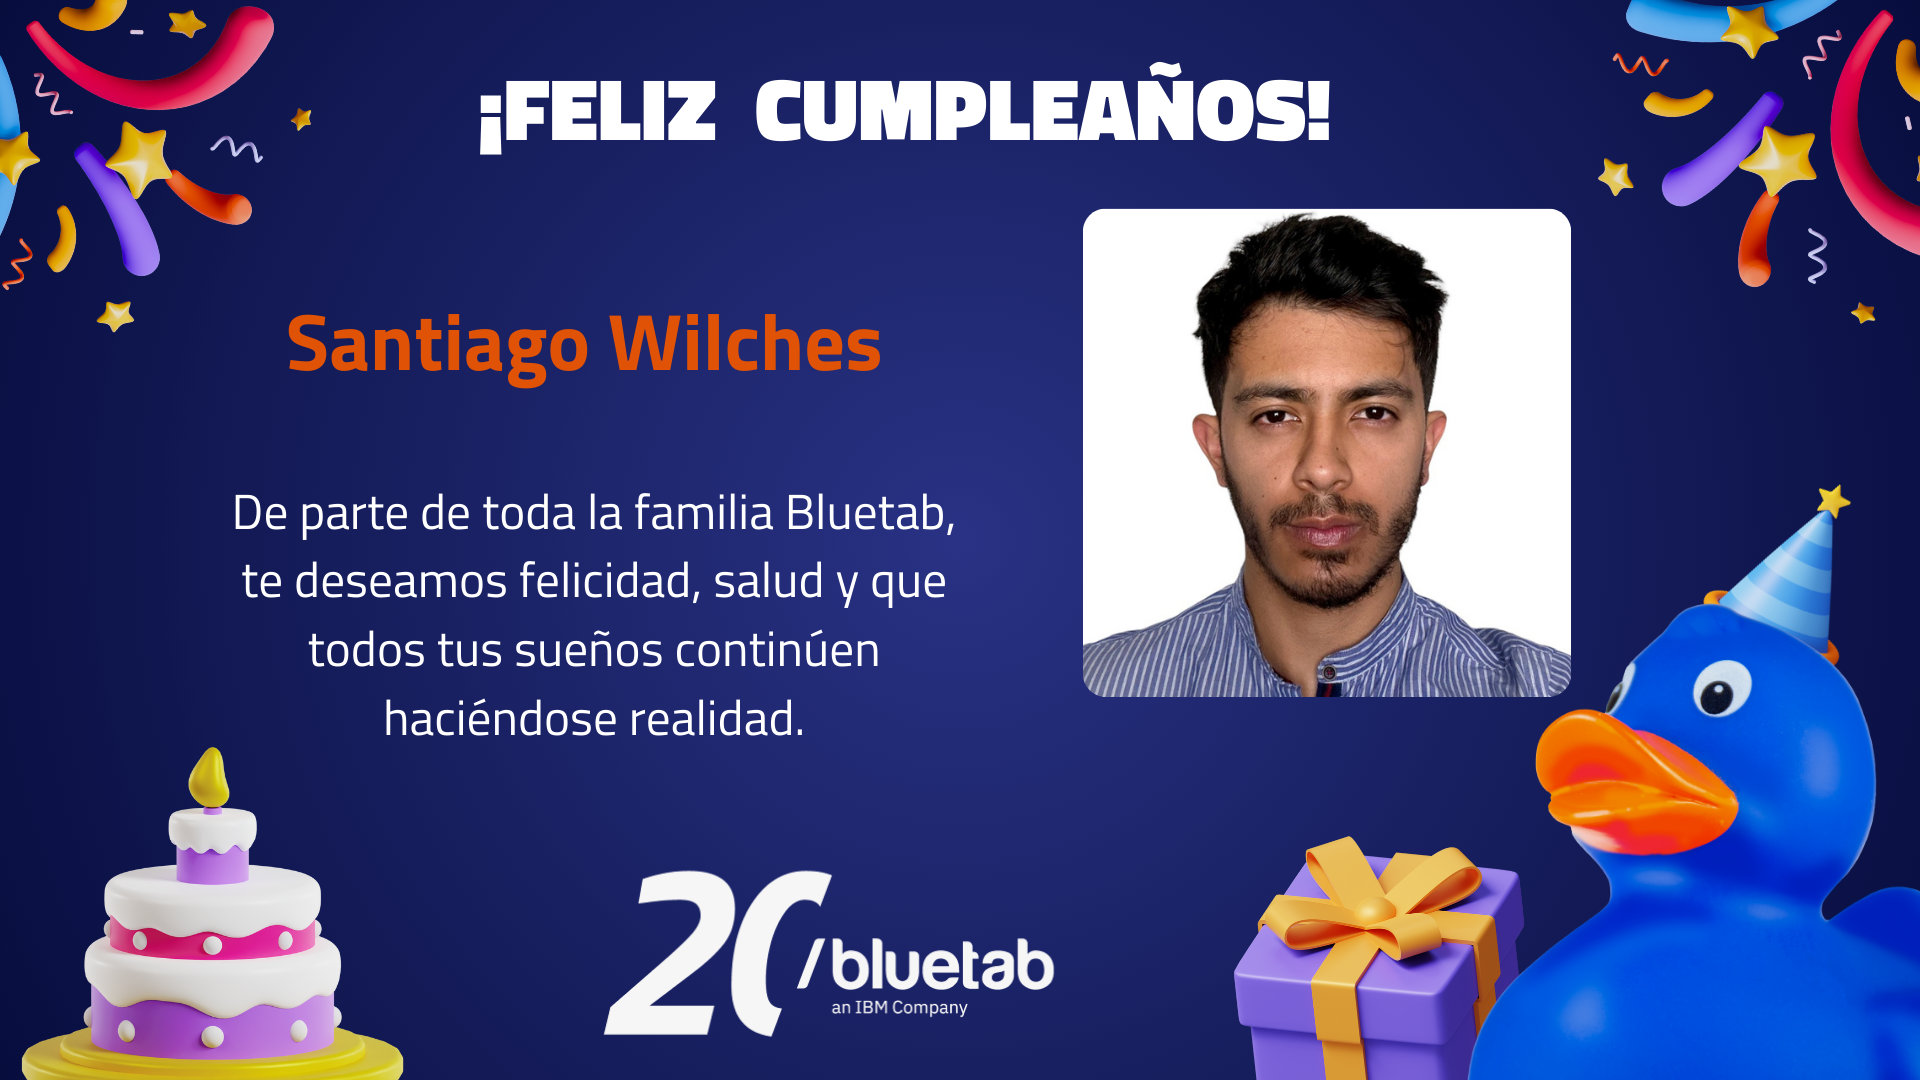 ¡FELIZ CUMPLEAÑOS!
Santiago Wilches
De parte de toda la familia Bluetab,
te deseamos felicidad, salud y que
todos tus sueños continúen
haciéndose realidad.
20/bluetab
an IBM Company